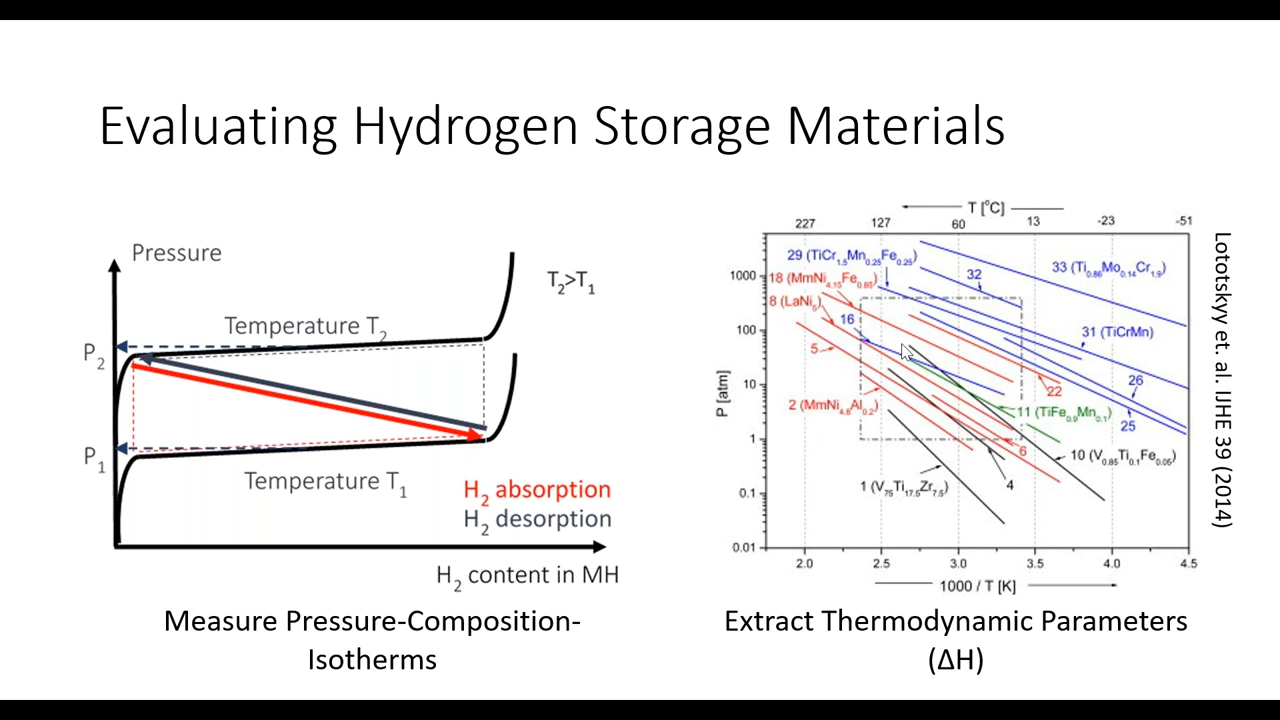 Evaluating Hydrogen Storage Materials
Pressure
T₂>T₁
Temperature T₂
P₂
P₁
Temperature T₁
H₂ absorption
H₂ desorption
H₂ content in MH
Measure Pressure-Composition-
Isotherms
T [°C]
227 127 60 13 -23 -51
29 (TiCr₁.₅Mn₀.₂₅Fe₀.₂₅)
33 (Ti₀.₈₆Mo₀.₁₄Cr₁.₉)
32
18 (MmNi₄.₁₅Fe₀.₈₅)
8 (LaNi₅)
16
31 (TiCrMn)
5
26
22
25
2 (MmNi₄.₈Al₀.₂)
11 (TiFe₀.₉Mn₀.₁)
6
10 (V₀.₈₅Ti₀.₁Fe₀.₀₅)
4
1 (V₇₅Ti₁₇.₅Zr₇.₅)
P [atm]
1000
100
10
1
0.1
0.01
2.0 2.5 3.0 3.5 4.0 4.5
1000 / T [K]
Extract Thermodynamic Parameters
(ΔH)
Lototskyy et. al. IJHE 39 (2014)